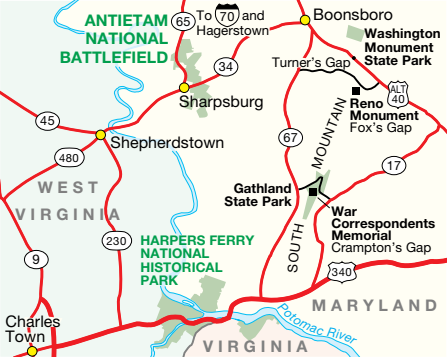 ANTIETAM
NATIONAL
BATTLEFIELD
65
To 70 and
Hagerstown
Boonsboro
Washington
Monument
State Park
34
Turner's Gap
ALT
40
Sharpsburg
Reno
Monument
Fox's Gap
45
Shepherdstown
67
MOUNTAIN
480
17
WEST
VIRGINIA
Gathland
State Park
War
Correspondents
Memorial
Crampton's Gap
230
SOUTH
HARPERS FERRY
NATIONAL
HISTORICAL
PARK
9
340
MARYLAND
Charles
Town
Potomac River
VIRGINIA